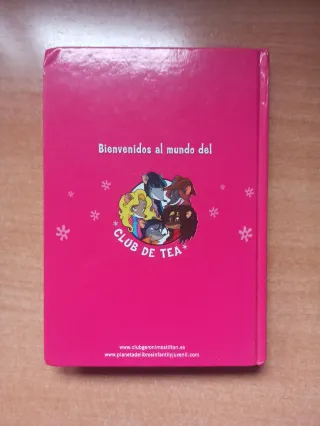 Bienvenidos al mundo del
CLUB DE TEA
www.clubgeronimostilton.es
www.planetadelibrosinfantilyjuvenil.com